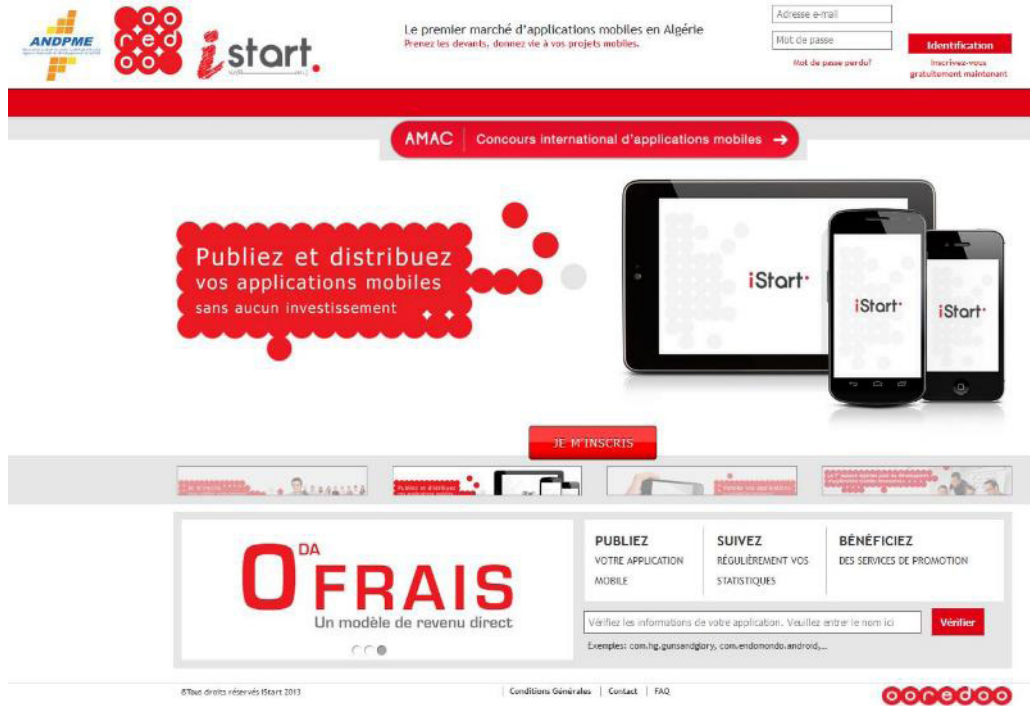 ANDPME
ooredoo
istart.
Le premier marché d'applications mobiles en Algérie
Prenez les devants, donnez vie à vos projets mobiles.
Adresse e-mail
Mot de passe
Mot de passe perdu?
Identification
Inscrivez-vous
gratuitement maintenant
AMAC | Concours international d'applications mobiles →
Publiez et distribuez
vos applications mobiles
sans aucun investissement
iStart
iStart
iStart
JE M'INSCRIS
Publiez et distribuez
0 DA
FRAIS
Un modèle de revenu direct
PUBLIEZ
VOTRE APPLICATION
MOBILE
SUIVEZ
RÉGULIÈREMENT VOS
STATISTIQUES
BÉNÉFICIEZ
DES SERVICES DE PROMOTION
Vérifiez les informations de votre application. Veuillez entrer le nom ici
Vérifier
Exemples: com.hg.gunsandglory, com.endomondo.android,...
©Tous droits réservés iStart 2013
Conditions Générales | Contact | FAQ
ooredoo